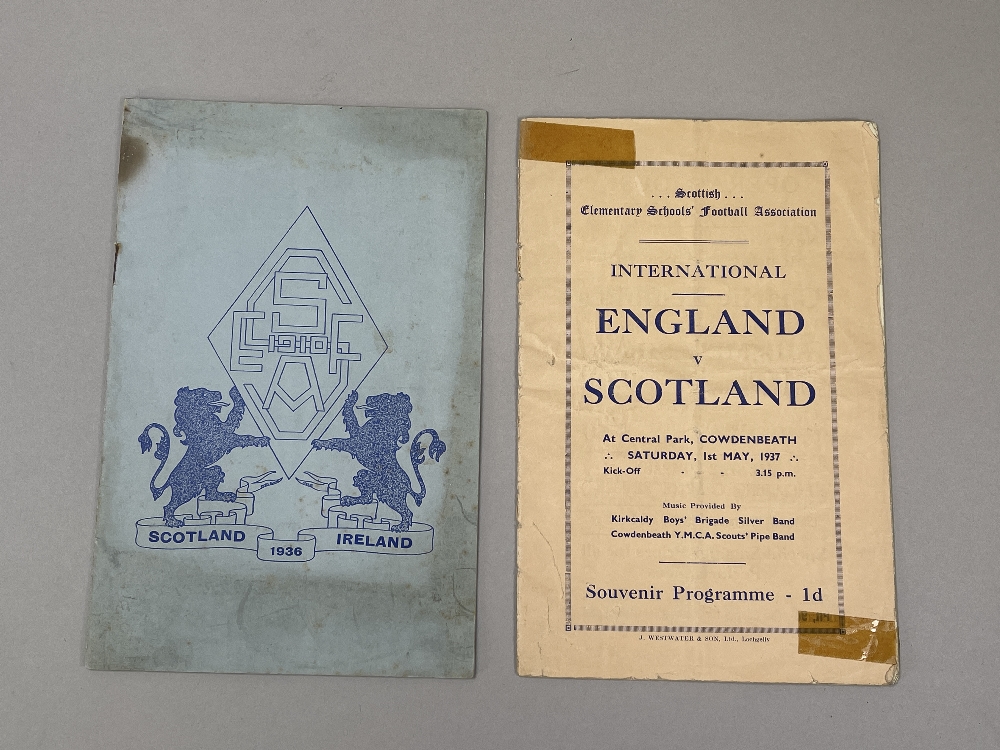 S
E 1910 F
A
SCOTLAND
1936
IRELAND
. . . Scottish . . .
Elementary Schools' Football Association
INTERNATIONAL
ENGLAND
v
SCOTLAND
At Central Park, COWDENBEATH
SATURDAY, 1st MAY, 1937
Kick-Off - - - 3.15 p.m.
Music Provided By
Kirkcaldy Boys' Brigade Silver Band
Cowdenbeath Y.M.C.A. Scouts' Pipe Band
Souvenir Programme - 1d
J. WESTWATER & SON, Ltd., Lochgelly